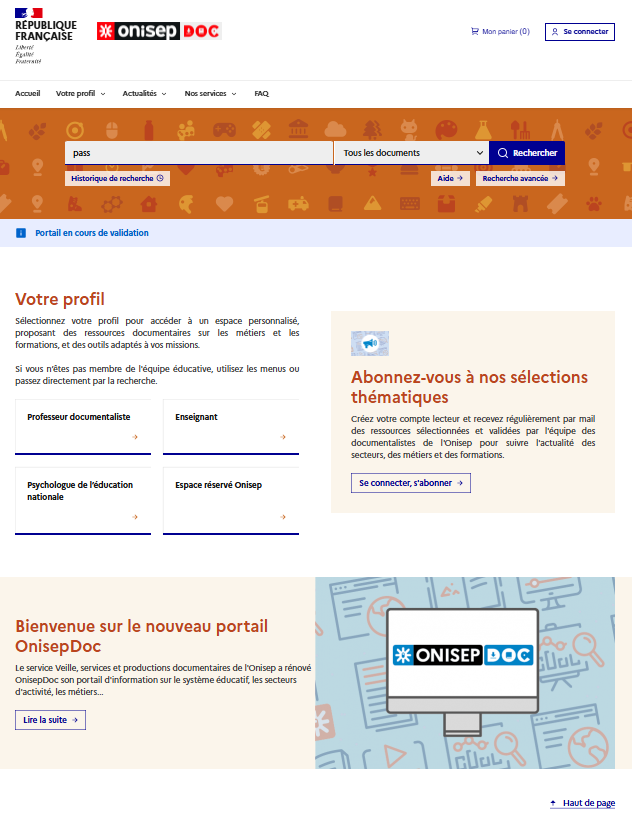 RÉPUBLIQUE
FRANÇAISE
Liberté
Égalité
Fraternité
onisep DOC
Mon panier (0)
Se connecter
Accueil
Votre profil
Actualités
Nos services
FAQ
pass
Tous les documents
Rechercher
Historique de recherche
Aide
Recherche avancée
Portail en cours de validation
Votre profil
Sélectionnez votre profil pour accéder à un espace personnalisé,
proposant des ressources documentaires sur les métiers et les
formations, et des outils adaptés à vos missions.
Si vous n'êtes pas membre de l'équipe éducative, utilisez les menus ou
passez directement par la recherche.
Professeur documentaliste
Enseignant
Psychologue de l'éducation
nationale
Espace réservé Onisep
Abonnez-vous à nos sélections
thématiques
Créez votre compte lecteur et recevez régulièrement par mail
des ressources sélectionnées et validées par l'équipe des
documentalistes de l'Onisep pour suivre l'actualité des
secteurs, des métiers et des formations.
Se connecter, s'abonner
Bienvenue sur le nouveau portail
OnisepDoc
Le service Veille, services et productions documentaires de l'Onisep a rénové
OnisepDoc son portail d'information sur le système éducatif, les secteurs
d'activité, les métiers...
Lire la suite
ONISEP DOC
Haut de page